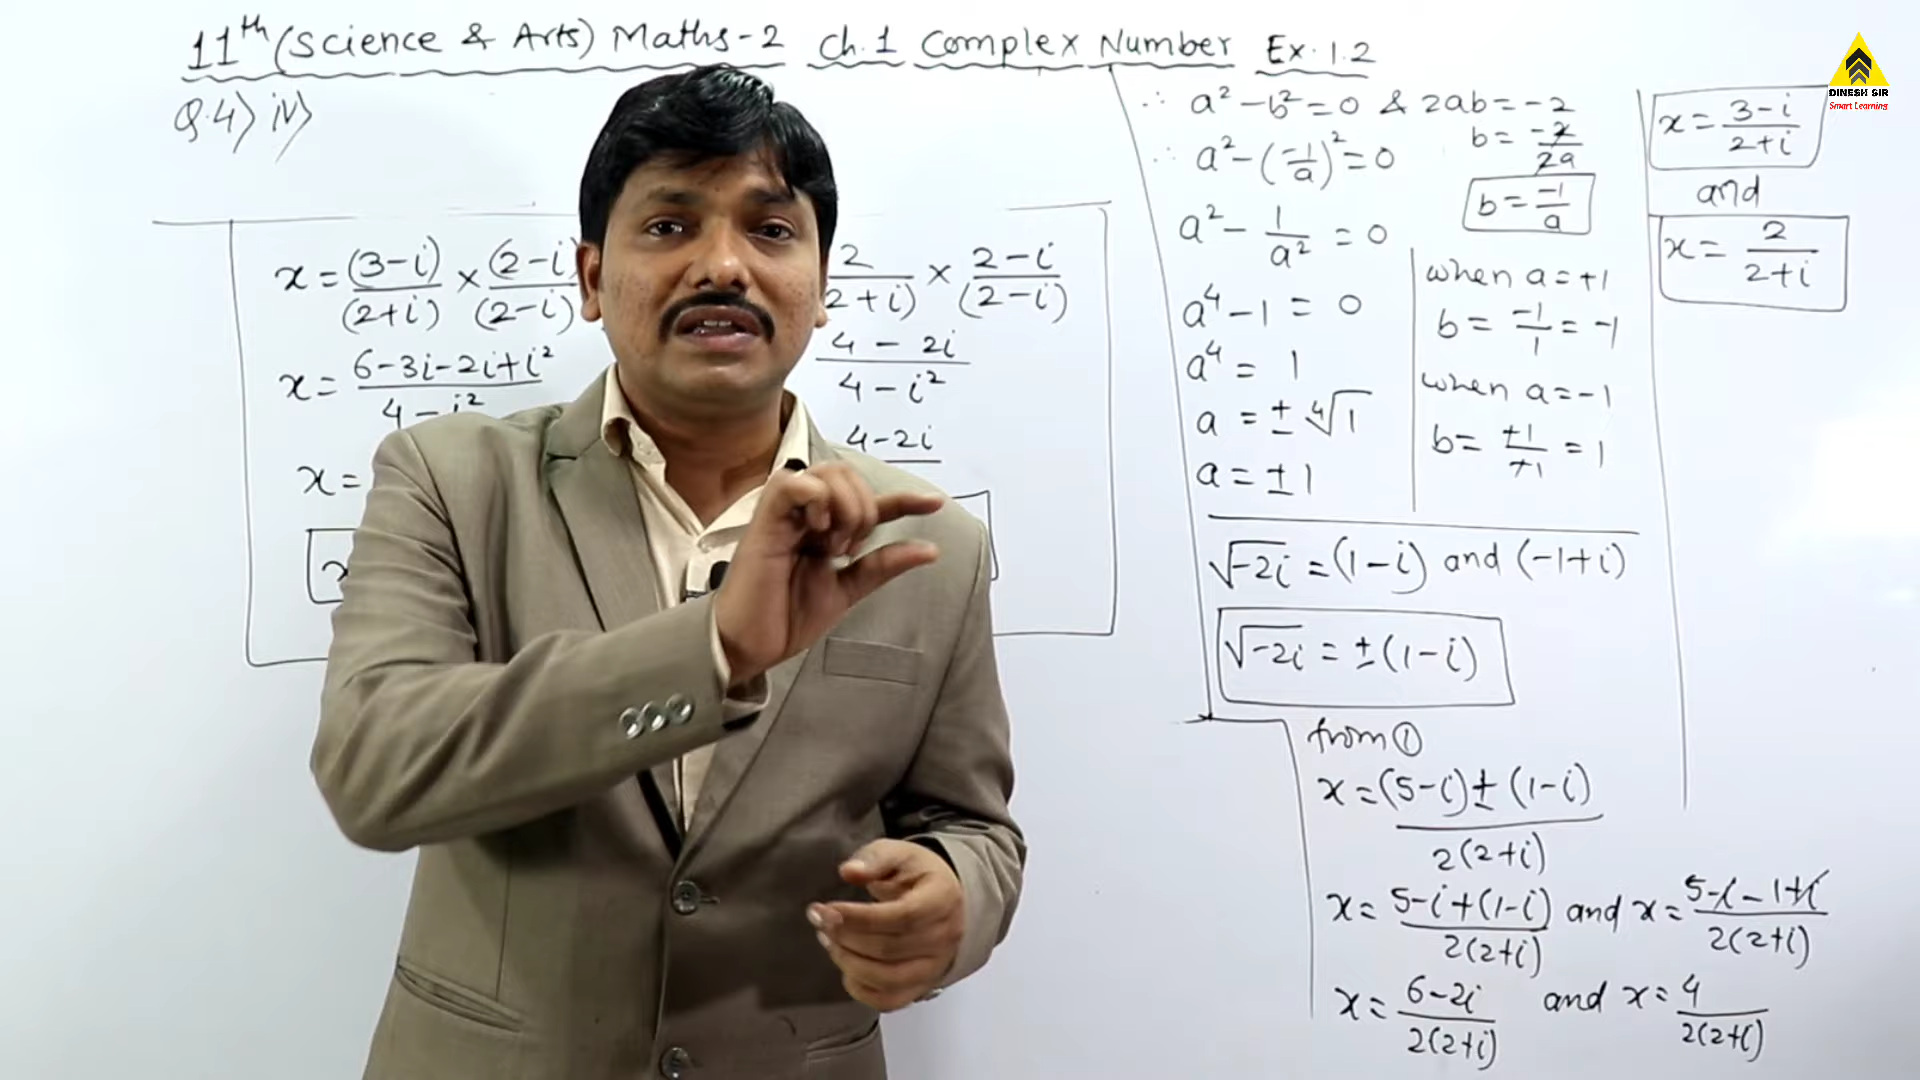 11th (Science & Arts) Maths-2 Ch.1 Complex Number Ex.1.2
Q.4) iv)
x = (3-i)/(2+i) × (2-i)/(2-i)
x = 6-3i-2i+i²/4-i²
x =
2/(2+i) × 2-i/(2-i)
4-2i/4-i²
4-2i
∴ a²-b²=0 & 2ab=-2
∴ a²-(-1/a)²=0
b = -2/2a
b = -1/a
a² - 1/a² = 0
a⁴-1 = 0
a⁴ = 1
a = ± ⁴√1
a = ±1
when a=+1
b = -1/1 = -1
when a=-1
b = +1/+1 = 1
√-2i = (1-i) and (-1+i)
√-2i = ±(1-i)
from ①
x = (5-i) ± (1-i)/2(2+i)
x = 5-i+(1-i)/2(2+i) and x = 5-i-1+i/2(2+i)
x = 6-2i/2(2+i) and x = 4/2(2+i)
x = 3-i/2+i
and
x = 2/2+i
DINESH SIR
Smart Learning